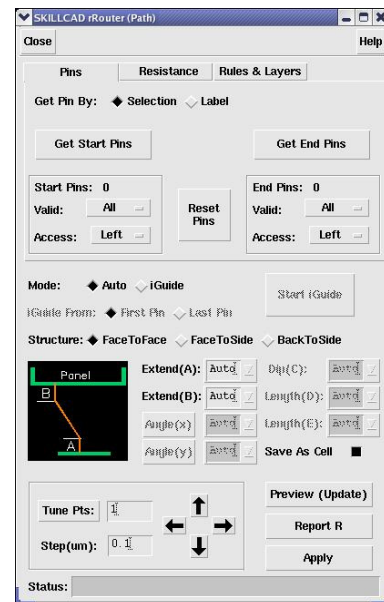 SKILLCAD rRouter (Path)
Close Help
Pins Resistance Rules & Layers
Get Pin By: Selection Label
Get Start Pins Get End Pins
Start Pins: 0 End Pins: 0
Valid: All Reset Pins Valid: All
Access: Left Access: Left
Mode: Auto iGuide Start iGuide
iGuide From: First Pin Last Pin
Structure: FaceToFace FaceToSide BackToSide
Panel B A
Extend(A): Auto Dip(C): Auto
Extend(B): Auto Length(D): Auto
Angle(x) Auto Length(E): Auto
Angle(y) Auto Save As Cell
Tune Pts: 1 Preview (Update)
Step(um): 0.1 Report R
Apply
Status: